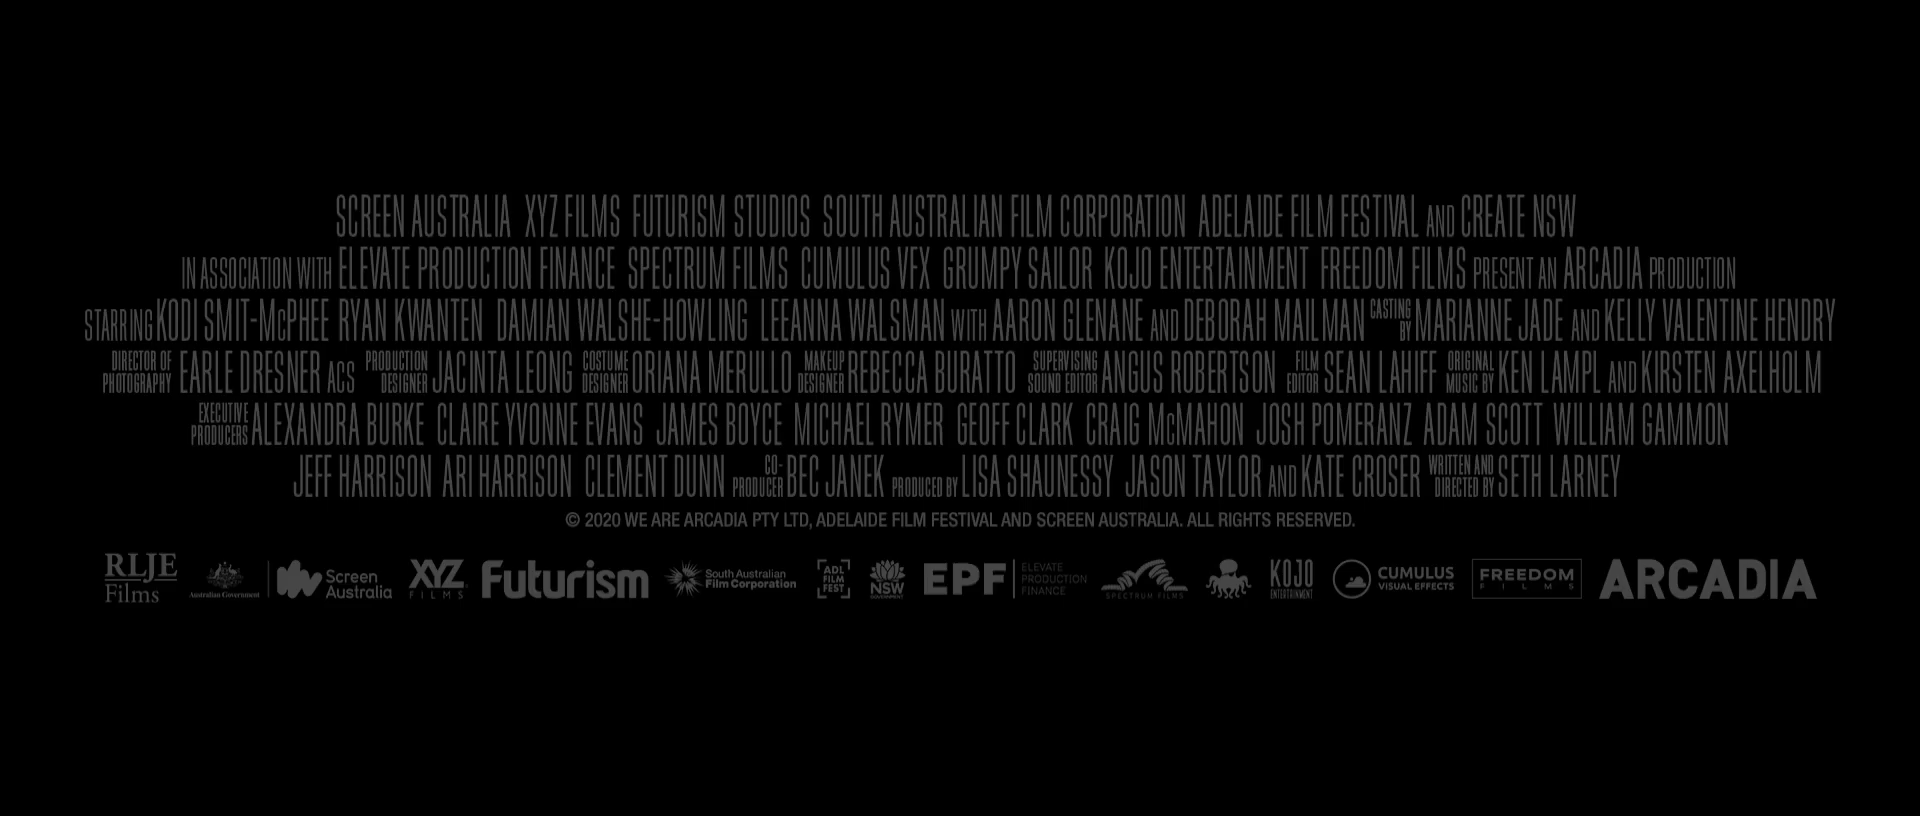 SCREEN AUSTRALIA XYZ FILMS FUTURISM STUDIOS SOUTH AUSTRALIAN FILM CORPORATION ADELAIDE FILM FESTIVAL AND CREATE NSW
IN ASSOCIATION WITH ELEVATE PRODUCTION FINANCE SPECTRUM FILMS CUMULUS VFX GRUMPY SAILOR KOJO ENTERTAINMENT FREEDOM FILMS PRESENT AN ARCADIA PRODUCTION
STARRING KODI SMIT-McPHEE RYAN KWANTEN DAMIAN WALSHE-HOWLING LEEANNA WALSMAN WITH AARON GLENANE AND DEBORAH MAILMAN CASTING BY MARIANNE JADE AND KELLY VALENTINE HENDRY
DIRECTOR OF PHOTOGRAPHY EARLE DRESNER ACS PRODUCTION DESIGNER JACINTA LEONG COSTUME DESIGNER ORIANA MERULLO MAKEUP DESIGNER REBECCA BURATTO SUPERVISING SOUND EDITOR ANGUS ROBERTSON FILM EDITOR SEAN LAHIFF ORIGINAL MUSIC BY KEN LAMPL AND KIRSTEN AXELHOLM
EXECUTIVE PRODUCERS ALEXANDRA BURKE CLAIRE YVONNE EVANS JAMES BOYCE MICHAEL RYMER GEOFF CLARK CRAIG McMAHON JOSH POMERANZ ADAM SCOTT WILLIAM GAMMON
JEFF HARRISON ARI HARRISON CLEMENT DUNN CO-PRODUCER BEC JANEK PRODUCED BY LISA SHAUNESSY JASON TAYLOR AND KATE CROSER WRITTEN AND DIRECTED BY SETH LARNEY
© 2020 WE ARE ARCADIA PTY LTD, ADELAIDE FILM FESTIVAL AND SCREEN AUSTRALIA. ALL RIGHTS RESERVED.
RLJE Films Australian Government Screen Australia XYZ FILMS Futurism South Australian Film Corporation ADL FILM FEST NSW GOVERNMENT EPF ELEVATE PRODUCTION FINANCE SPECTRUM FILMS KOJO ENTERTAINMENT CUMULUS VISUAL EFFECTS FREEDOM FILMS ARCADIA